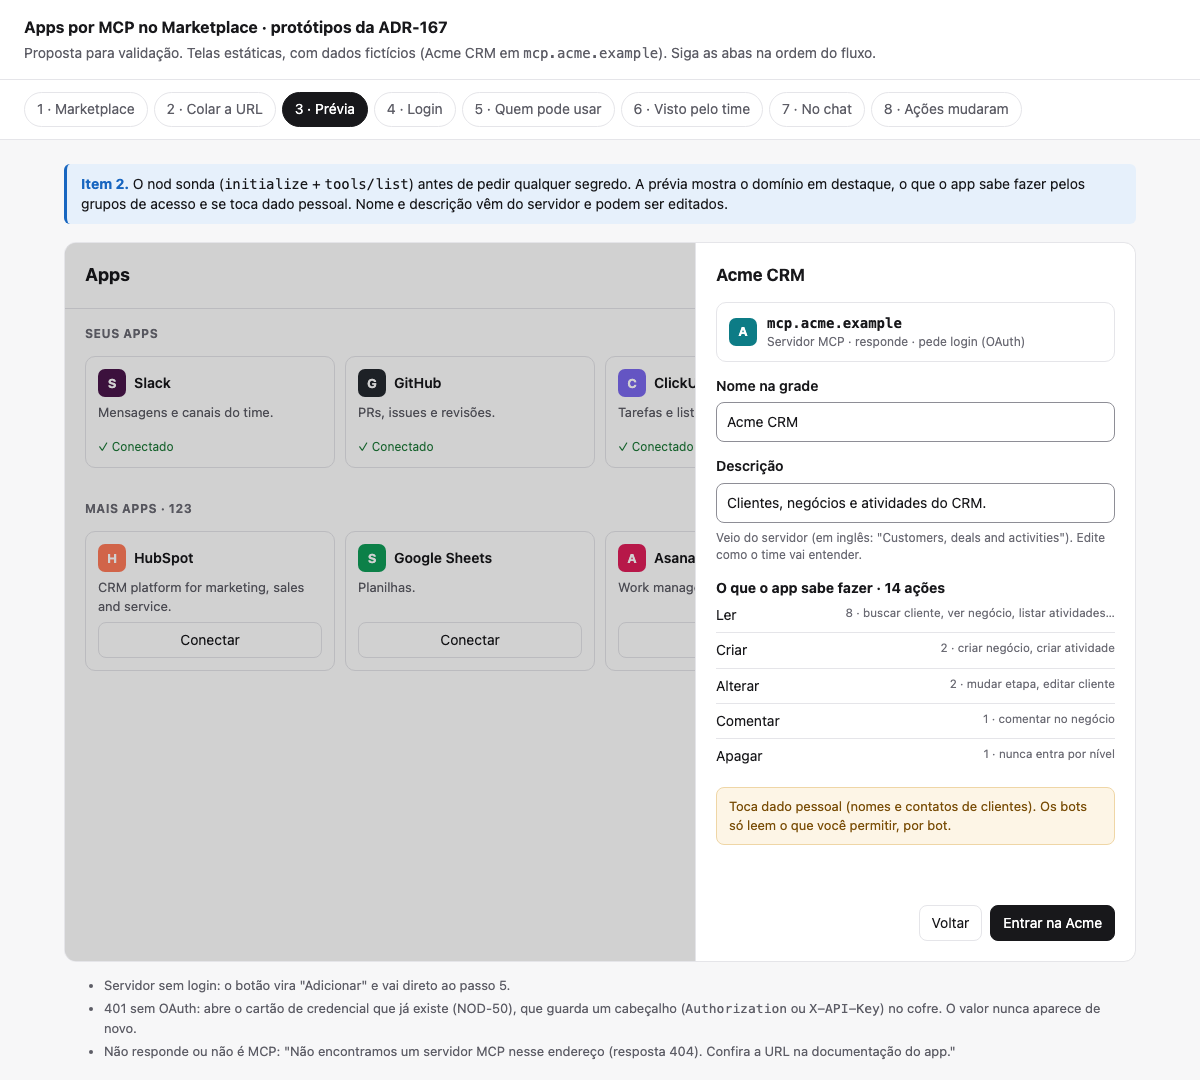 Apps por MCP no Marketplace · protótipos da ADR-167
Proposta para validação. Telas estáticas, com dados fictícios (Acme CRM em mcp.acme.example). Siga as abas na ordem do fluxo.
1 · Marketplace
2 · Colar a URL
3 · Prévia
4 · Login
5 · Quem pode usar
6 · Visto pelo time
7 · No chat
8 · Ações mudaram
Item 2. O nod sonda (initialize + tools/list) antes de pedir qualquer segredo. A prévia mostra o domínio em destaque, o que o app sabe fazer pelos
grupos de acesso e se toca dado pessoal. Nome e descrição vêm do servidor e podem ser editados.
Apps
SEUS APPS
S Slack
Mensagens e canais do time.
✓ Conectado
G GitHub
PRs, issues e revisões.
✓ Conectado
C ClickU
Tarefas e list
✓ Conectado
MAIS APPS · 123
H HubSpot
CRM platform for marketing, sales
and service.
Conectar
S Google Sheets
Planilhas.
Conectar
A Asana
Work manag
Acme CRM
A
mcp.acme.example
Servidor MCP · responde · pede login (OAuth)
Nome na grade
Acme CRM
Descrição
Clientes, negócios e atividades do CRM.
Veio do servidor (em inglês: "Customers, deals and activities"). Edite
como o time vai entender.
O que o app sabe fazer · 14 ações
Ler 8 · buscar cliente, ver negócio, listar atividades…
Criar 2 · criar negócio, criar atividade
Alterar 2 · mudar etapa, editar cliente
Comentar 1 · comentar no negócio
Apagar 1 · nunca entra por nível
Toca dado pessoal (nomes e contatos de clientes). Os bots
só leem o que você permitir, por bot.
Voltar
Entrar na Acme
• Servidor sem login: o botão vira "Adicionar" e vai direto ao passo 5.
• 401 sem OAuth: abre o cartão de credencial que já existe (NOD-50), que guarda um cabeçalho (Authorization ou X-API-Key) no cofre. O valor nunca aparece de
novo.
• Não responde ou não é MCP: "Não encontramos um servidor MCP nesse endereço (resposta 404). Confira a URL na documentação do app."